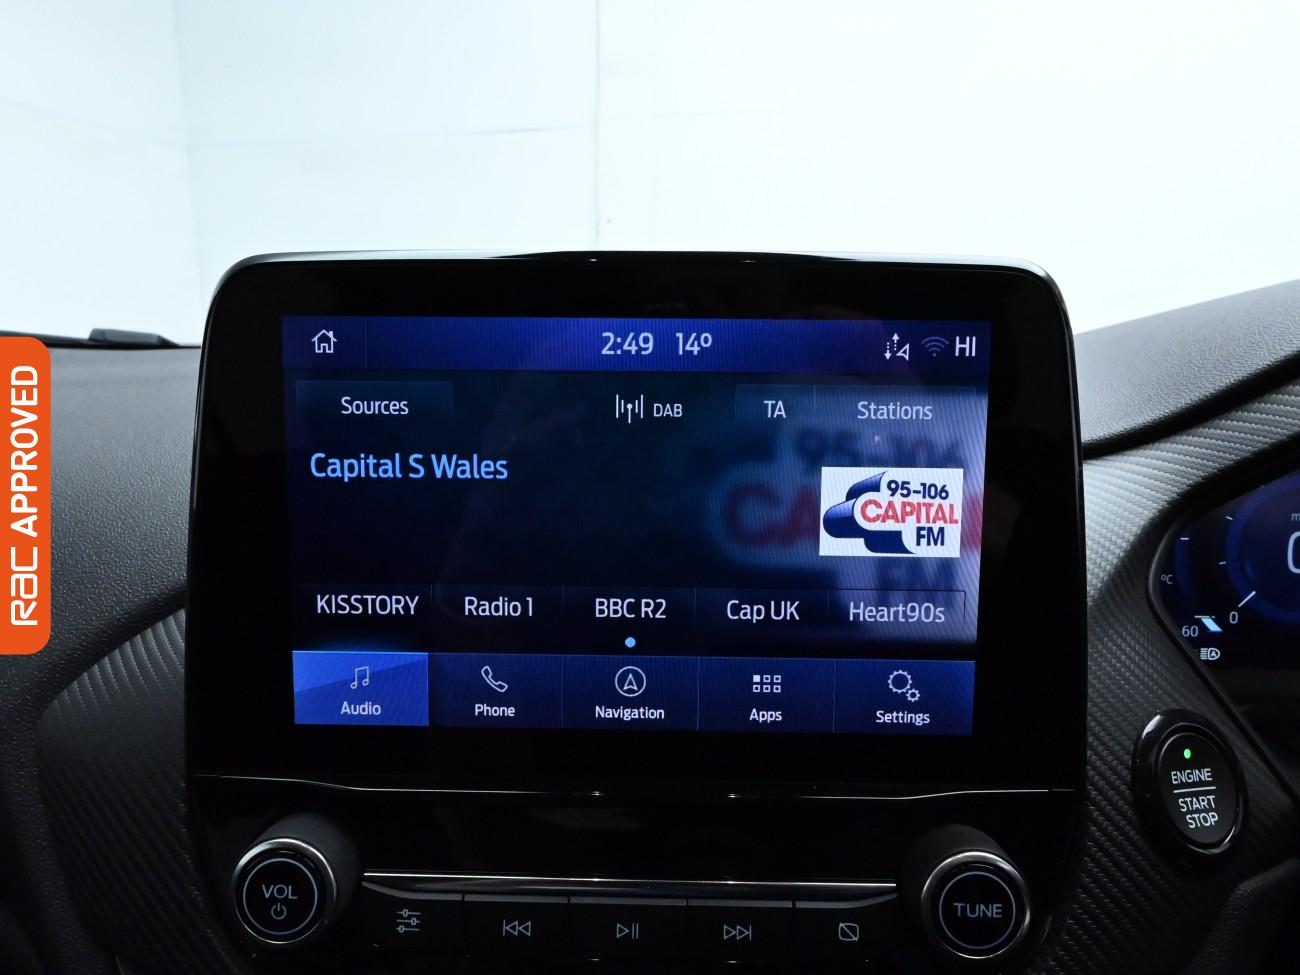 RAC APPROVED
2:49 14°
HI
Sources
DAB
TA
Stations
Capital S Wales
95-106
CAPITAL
FM
KISSTORY
Radio 1
BBC R2
Cap UK
Heart90s
Audio
Phone
Navigation
Apps
Settings
°C
60
0
ENGINE
START
STOP
VOL
TUNE